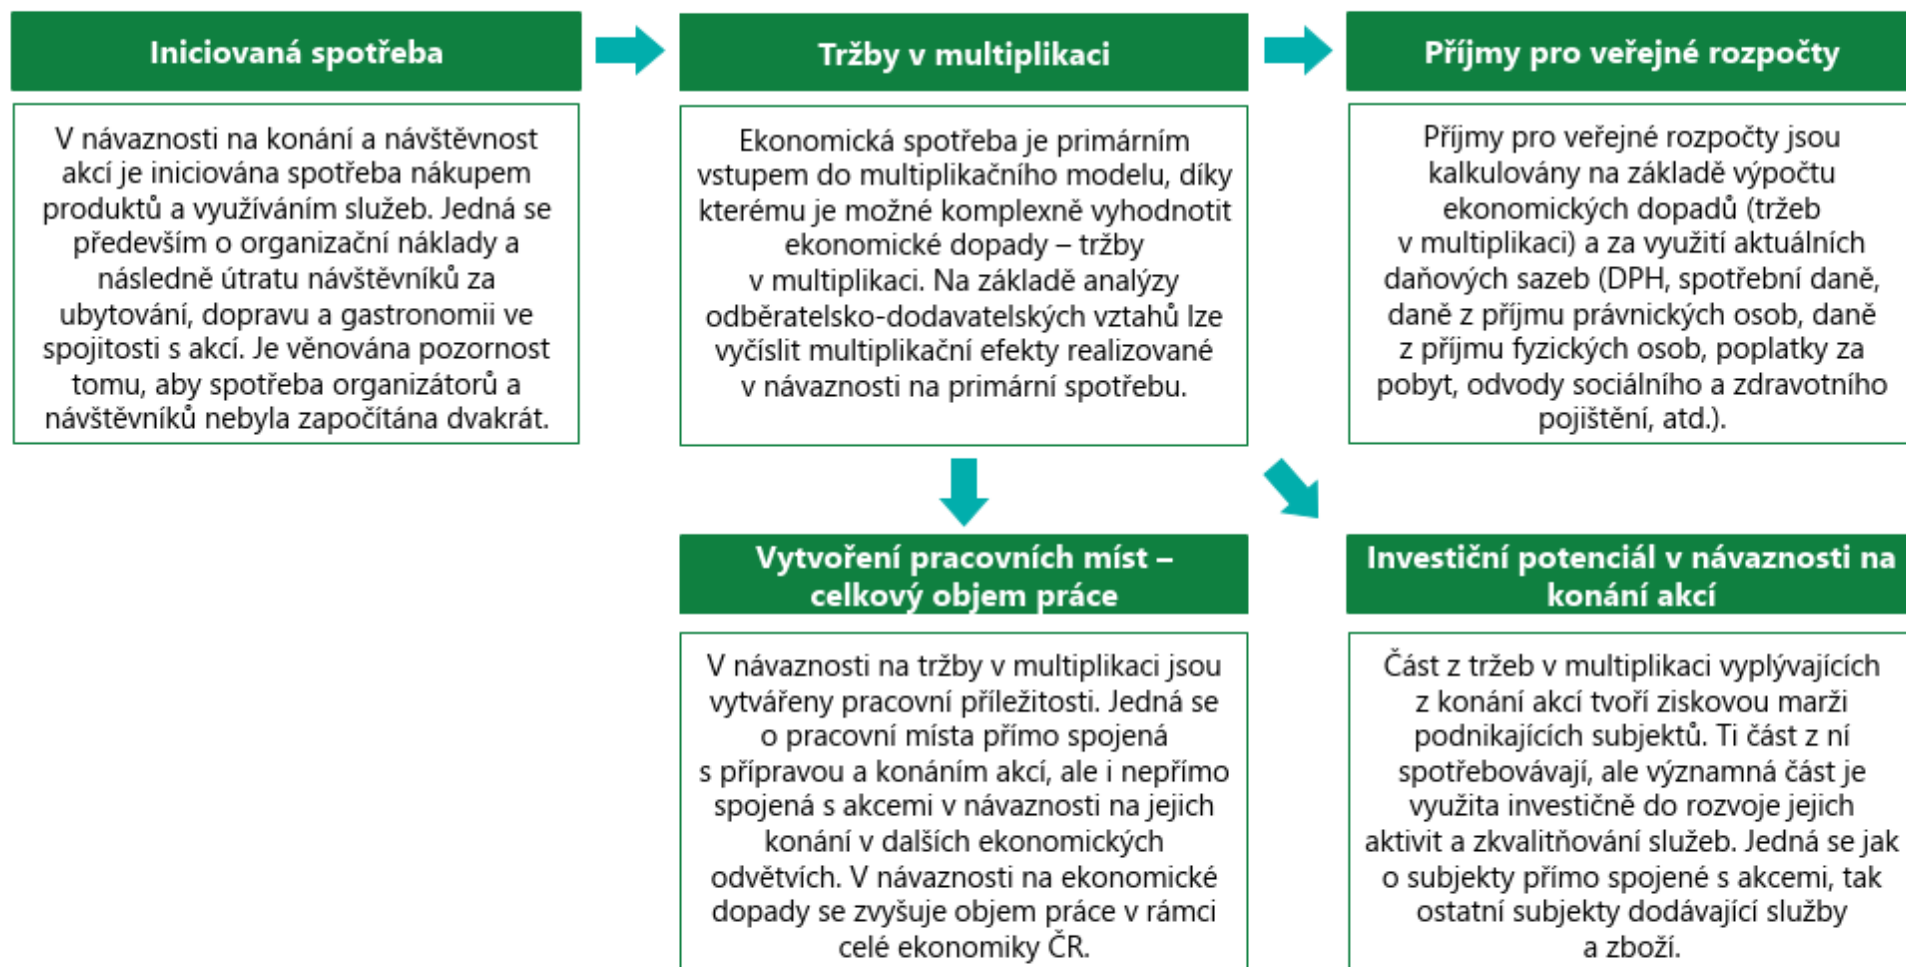 Iniciovaná spotřeba
V návaznosti na konání a návštěvnost
akcí je iniciována spotřeba nákupem
produktů a využíváním služeb. Jedná se
především o organizační náklady a
následně útratu návštěvníků za
ubytování, dopravu a gastronomii ve
spojitosti s akcí. Je věnována pozornost
tomu, aby spotřeba organizátorů a
návštěvníků nebyla započítána dvakrát.
Tržby v multiplikaci
Ekonomická spotřeba je primárním
vstupem do multiplikačního modelu, díky
kterému je možné komplexně vyhodnotit
ekonomické dopady – tržby
v multiplikaci. Na základě analýzy
odběratelsko-dodavatelských vztahů lze
vyčíslit multiplikační efekty realizované
v návaznosti na primární spotřebu.
Příjmy pro veřejné rozpočty
Příjmy pro veřejné rozpočty jsou
kalkulovány na základě výpočtu
ekonomických dopadů (tržeb
v multiplikaci) a za využití aktuálních
daňových sazeb (DPH, spotřební daně,
daně z příjmu právnických osob, daně
z příjmu fyzických osob, poplatky za
pobyt, odvody sociálního a zdravotního
pojištění, atd.).
Vytvoření pracovních míst –
celkový objem práce
V návaznosti na tržby v multiplikaci jsou
vytvářeny pracovní příležitosti. Jedná se
o pracovní místa přímo spojená
s přípravou a konáním akcí, ale i nepřímo
spojená s akcemi v návaznosti na jejich
konání v dalších ekonomických
odvětvích. V návaznosti na ekonomické
dopady se zvyšuje objem práce v rámci
celé ekonomiky ČR.
Investiční potenciál v návaznosti na
konání akcí
Část z tržeb v multiplikaci vyplývajících
z konání akcí tvoří ziskovou marži
podnikajících subjektů. Ti část z ní
spotřebovávají, ale významná část je
využita investičně do rozvoje jejich
aktivit a zkvalitňování služeb. Jedná se jak
o subjekty přímo spojené s akcemi, tak
ostatní subjekty dodávající služby
a zboží.